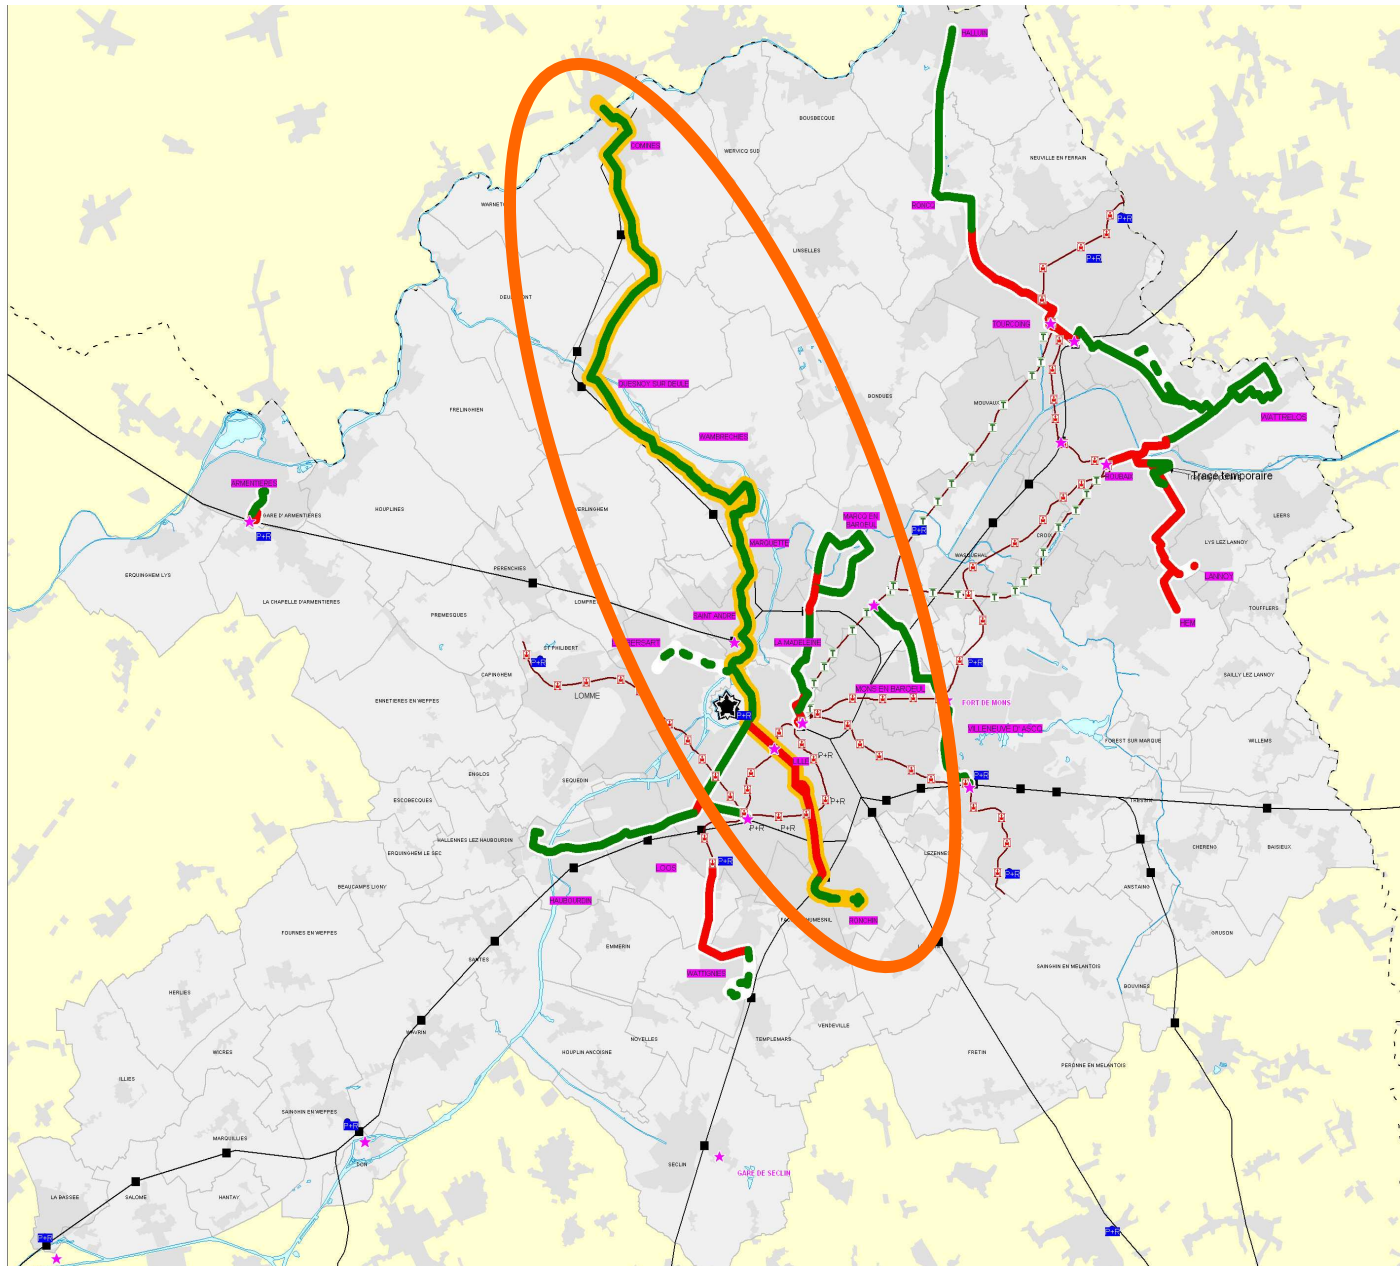 HALLUIN
BOUSBECQUE
COMINES
WERVICQ SUD
NEUVILLE EN FERRAIN
RONCQ
P+R
LINSELLES
P+R
TOURCOING
QUESNOY SUR DEULE
BONDUES
MOUVAUX
FRELINGHIEN
WATTRELOS
WAMBRECHIES
ROUBAIX
Trace temporaire
ARMENTIERES
HOUPLINES
GARE D'ARMENTIERES
P+R
MARCQ EN
BAROEUL
LEERS
P+R
CROIX
MARQUETTE
WASQUEHAL
LYS LEZ LANNOY
PERENCHIES
ERQUINGHEM LYS
LANNOY
LA CHAPELLE D'ARMENTIERES
PREMESQUES
TOUFFLERS
SAINT ANDRE
HEM
LA MADELEINE
ST PHILIBERT
P+R
P+R
CAPINGHEM
SAILLY LEZ LANNOY
MONS EN BAROEUL
LOMME
ENNETIERES EN WEPPES
FORT DE MONS
P+R
VILLENEUVE D'ASCQ
FOREST SUR MARQUE
WILLEMS
P+R
LILLE
ENGLOS
SEQUEDIN
P+R
ESCOBECQUES
P+R
P+R
P+R
HALLENNES LEZ HAUBOURDIN
ERQUINGHEM LE SEC
CHERENG
BAISIEUX
LEZENNES
P+R
LOOS
P+R
BEAUCAMPS LIGNY
ANSTAING
HAUBOURDIN
RONCHIN
FOURNES EN WEPPES
GRUSON
EMMERIN
SANTES
SAINGHIN EN MELANTOIS
WATTIGNIES
BOUVINES
HERLIES
VENDEVILLE
WAVRIN
NOYELLES
TEMPLEMARS
HOUPLIN ANCOISNE
FRETIN
WICRES
PERONNE EN MELANTOIS
ILLIES
SAINGHIN EN WEPPES
P+R
MARQUILLIES
DON
SECLIN
GARE DE SECLIN
LA BASSEE
SALOME
HANTAY
P+R
P+R